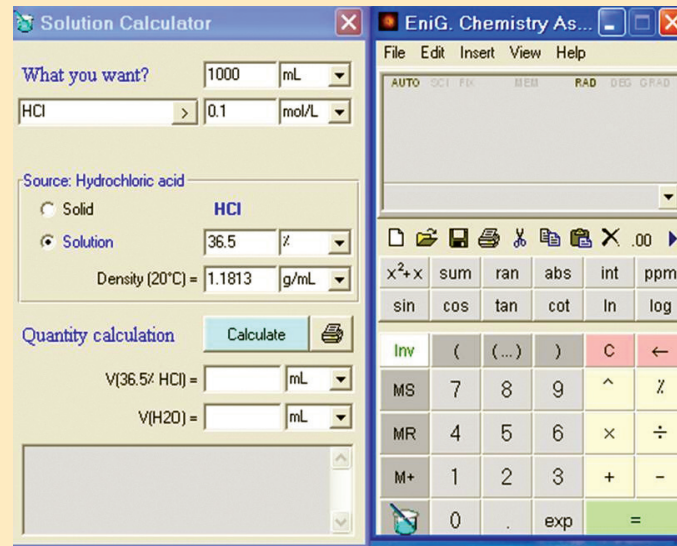 Solution Calculator
What you want?
1000 mL
HCl > 0.1 mol/L
Source: Hydrochloric acid
Solid HCl
Solution 36.5 %
Density (20°C) = 1.1813 g/mL
Quantity calculation Calculate
V(36.5% HCl) = mL
V(H2O) = mL
EniG. Chemistry As...
File Edit Insert View Help
AUTO SCI FIX MEM RAD DEG GRAD
.00
x²+x sum ran abs int ppm
sin cos tan cot ln log
Inv ( (...) ) C ←
MS 7 8 9 ^ %
MR 4 5 6 × ÷
M+ 1 2 3 + -
0 . exp =